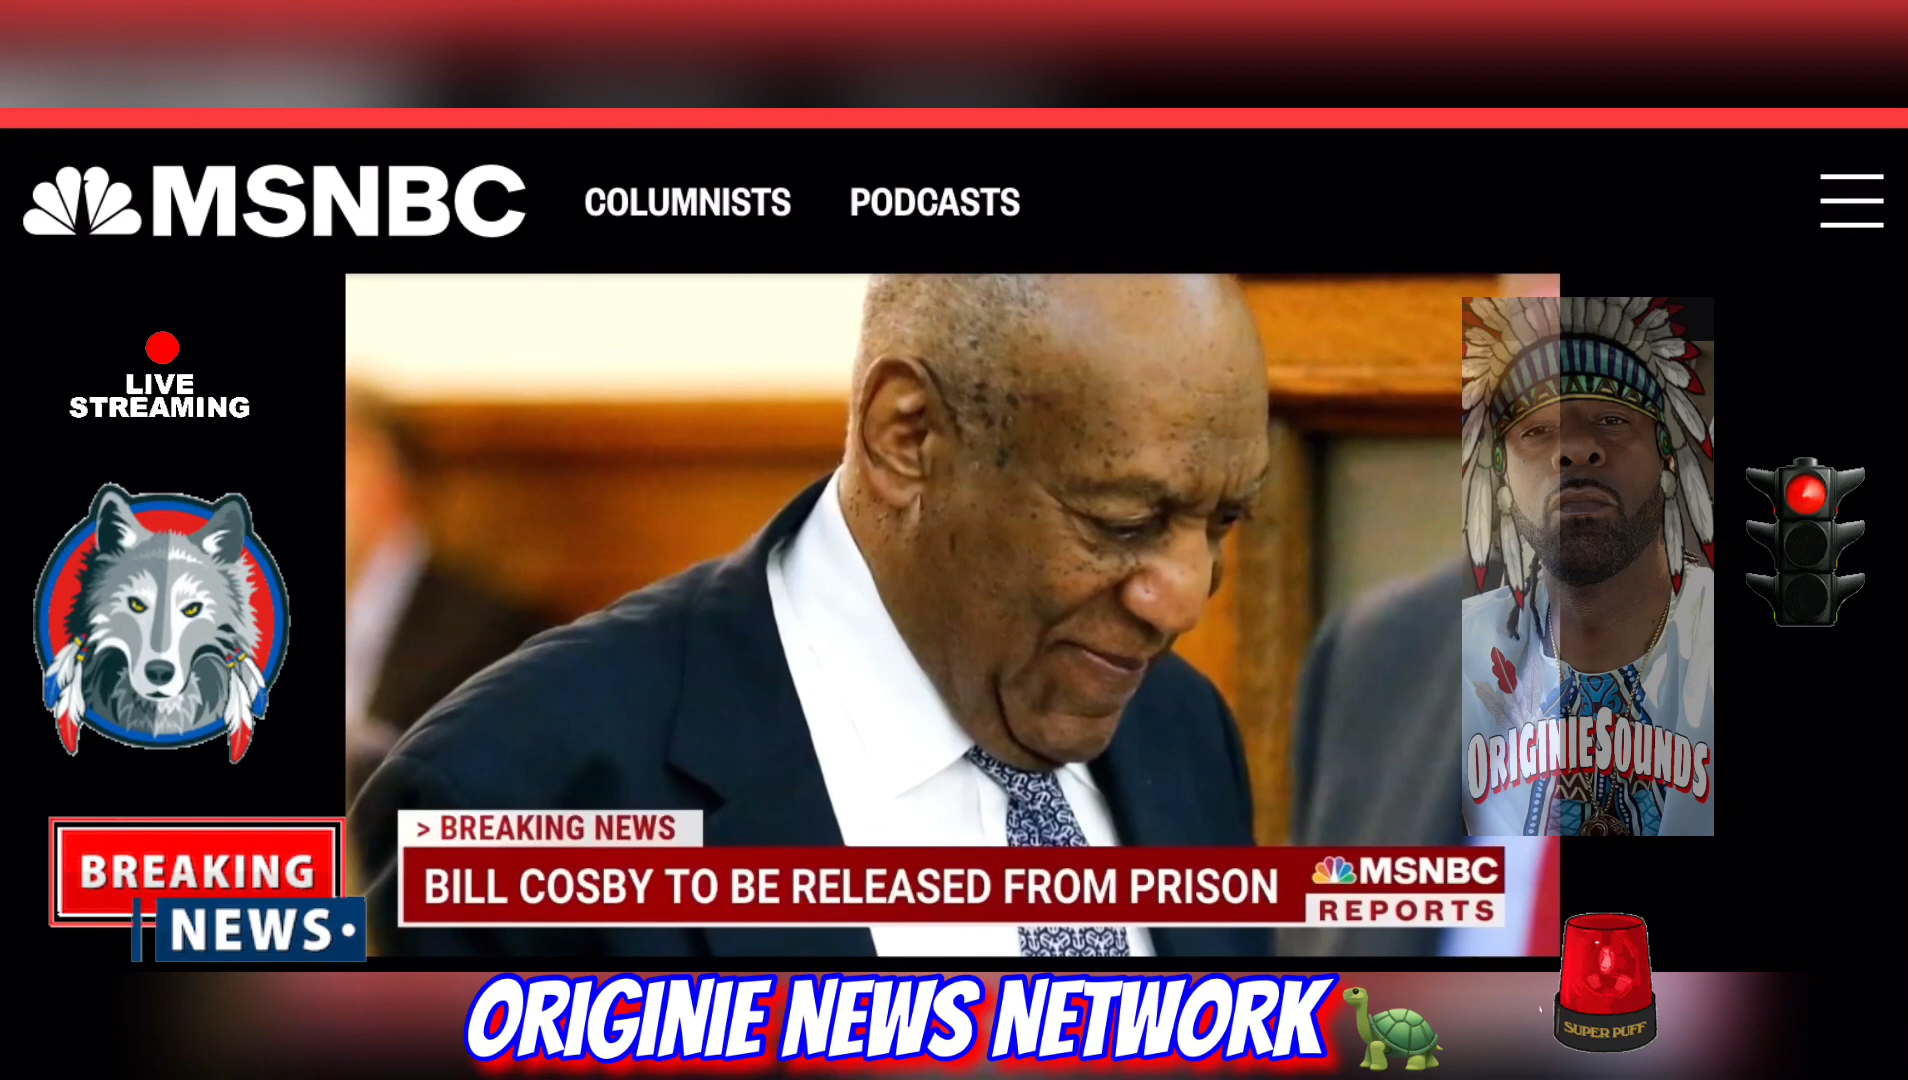 MSNBC COLUMNISTS PODCASTS
LIVE
STREAMING
> BREAKING NEWS
BILL COSBY TO BE RELEASED FROM PRISON
MSNBC
REPORTS
ORIGINIESOUNDS
BREAKING
NEWS
SUPER PUFF
ORIGINIE NEWS NETWORK